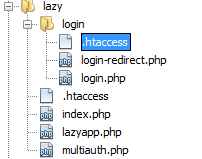 lazy
login
.htaccess
login-redirect.php
login.php
.htaccess
index.php
lazyapp.php
multiauth.php